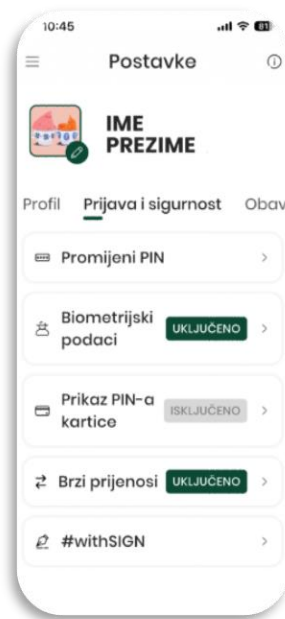 10:45 81
Postavke
IME
PREZIME
Profil Prijava i sigurnost Obav
Promijeni PIN
Biometrijski
podaci
UKLJUČENO
Prikaz PIN-a
kartice
ISKLJUČENO
Brzi prijenosi UKLJUČENO
#withSIGN